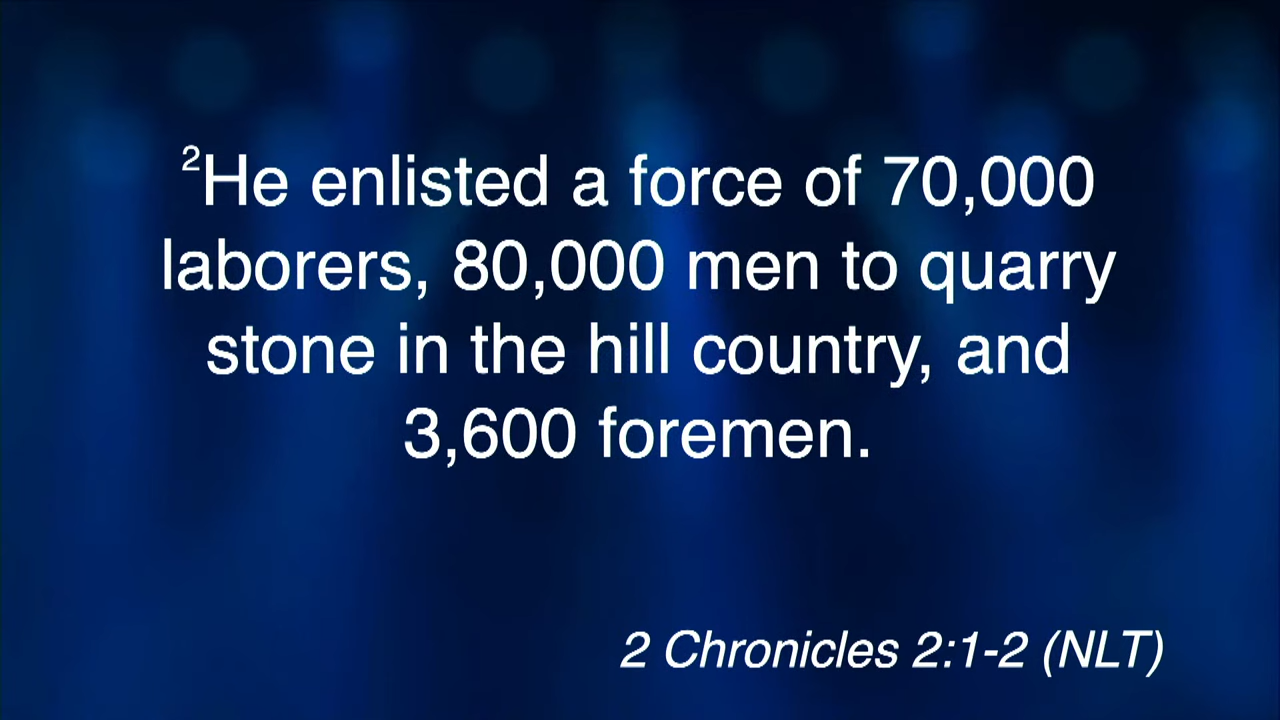 ²He enlisted a force of 70,000
laborers, 80,000 men to quarry
stone in the hill country, and
3,600 foremen.
2 Chronicles 2:1-2 (NLT)